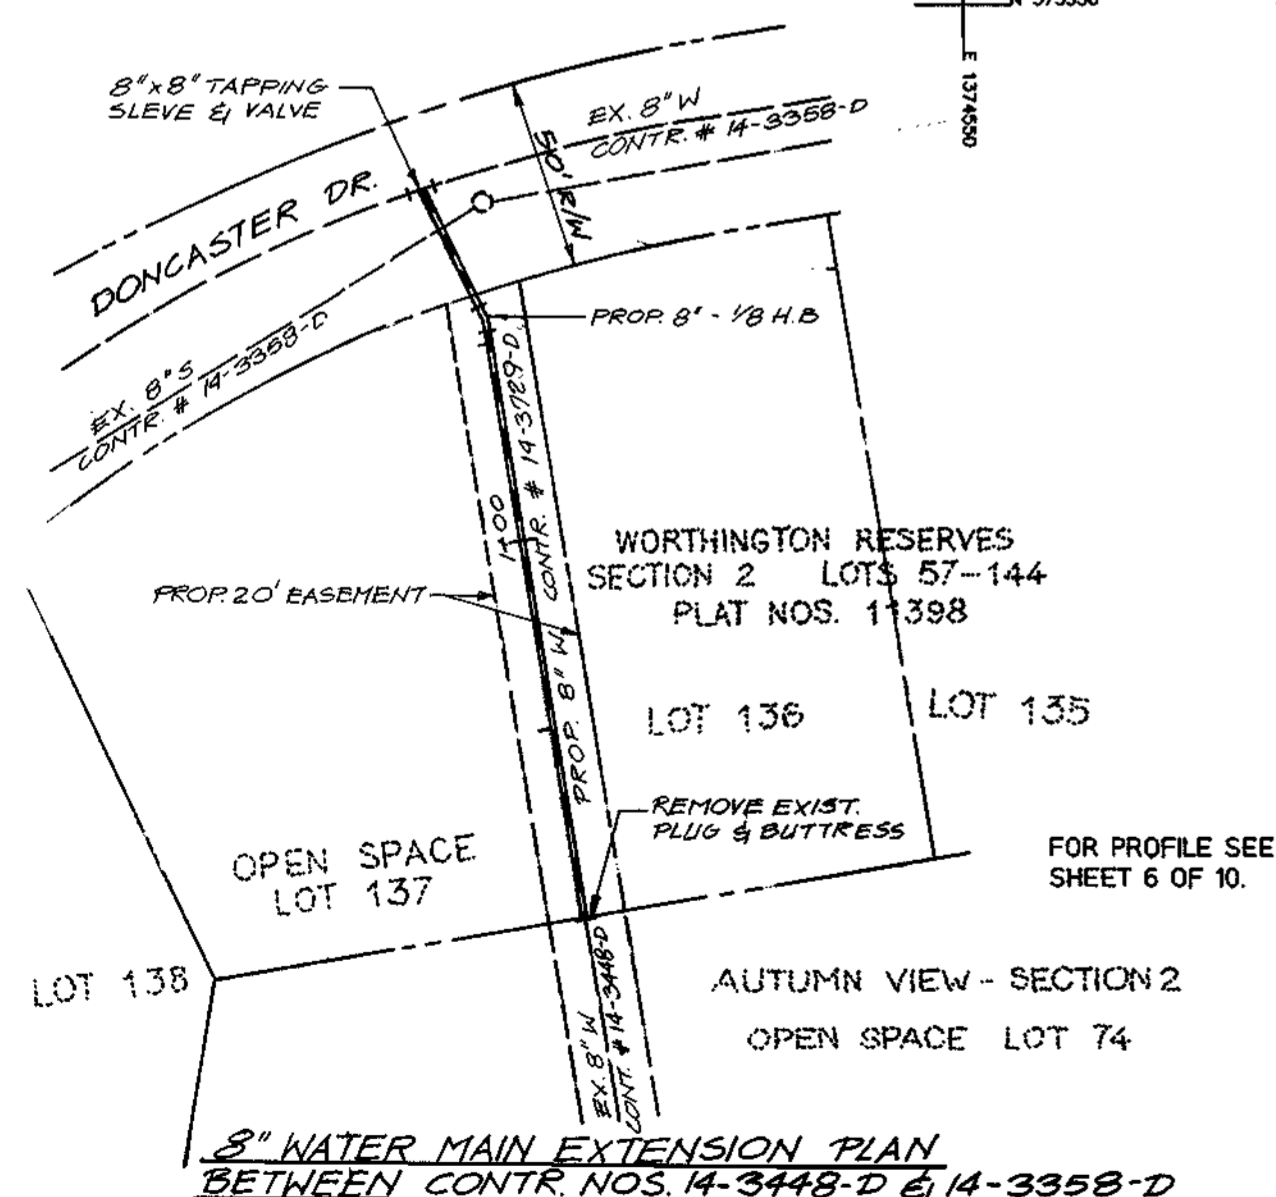 E 1374550
8"x8" TAPPING
SLEVE & VALVE
EX. 8" W
CONTR. # 14-3358-D
50' R/W
DONCASTER DR.
PROP. 8" - 1/8 H.B
EX. 8" S
CONTR. # 14-3358-D
1+00
PROP. 8" W CONTR. # 14-3729-D
WORTHINGTON RESERVES
SECTION 2 LOTS 57-144
PLAT NOS. 11398
PROP. 20' EASEMENT
LOT 136
LOT 135
REMOVE EXIST.
PLUG & BUTTRESS
FOR PROFILE SEE
SHEET 6 OF 10.
OPEN SPACE
LOT 137
LOT 138
AUTUMN VIEW - SECTION 2
OPEN SPACE LOT 74
EX. 8" W
CONT. # 14-3448-D
8" WATER MAIN EXTENSION PLAN
BETWEEN CONTR. NOS. 14-3448-D & 14-3358-D